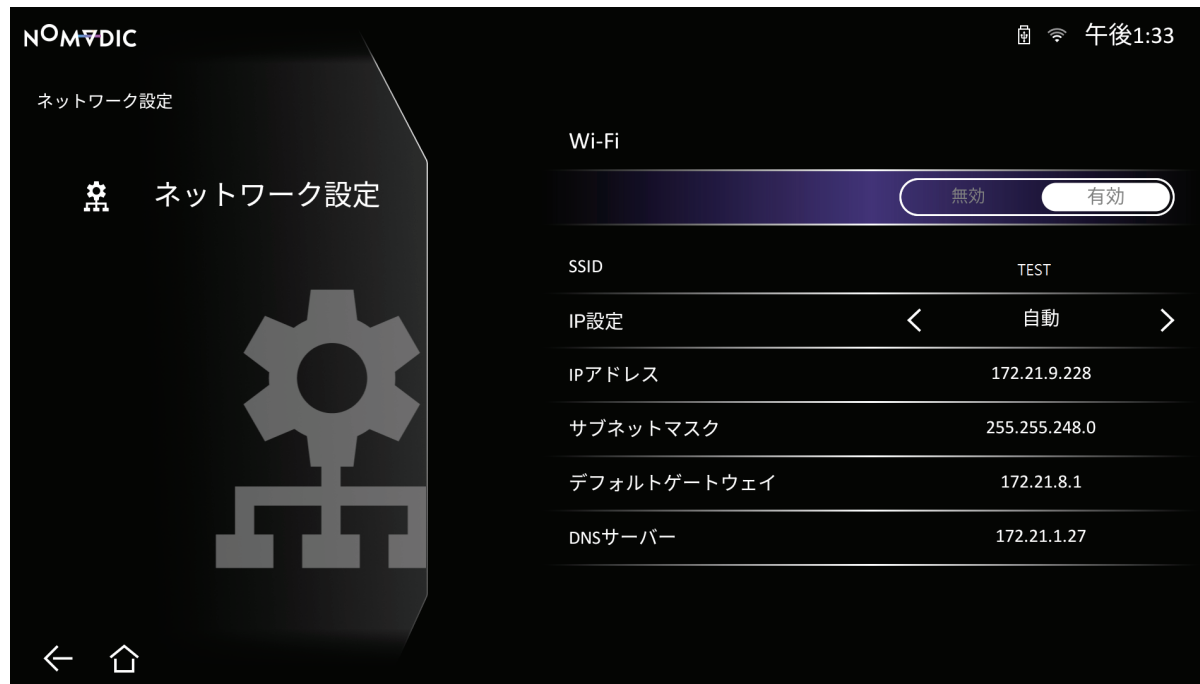 NOMADIC
午後1:33
ネットワーク設定
ネットワーク設定
Wi-Fi
無効 有効
SSID TEST
IP設定 自動
IPアドレス 172.21.9.228
サブネットマスク 255.255.248.0
デフォルトゲートウェイ 172.21.8.1
DNSサーバー 172.21.1.27